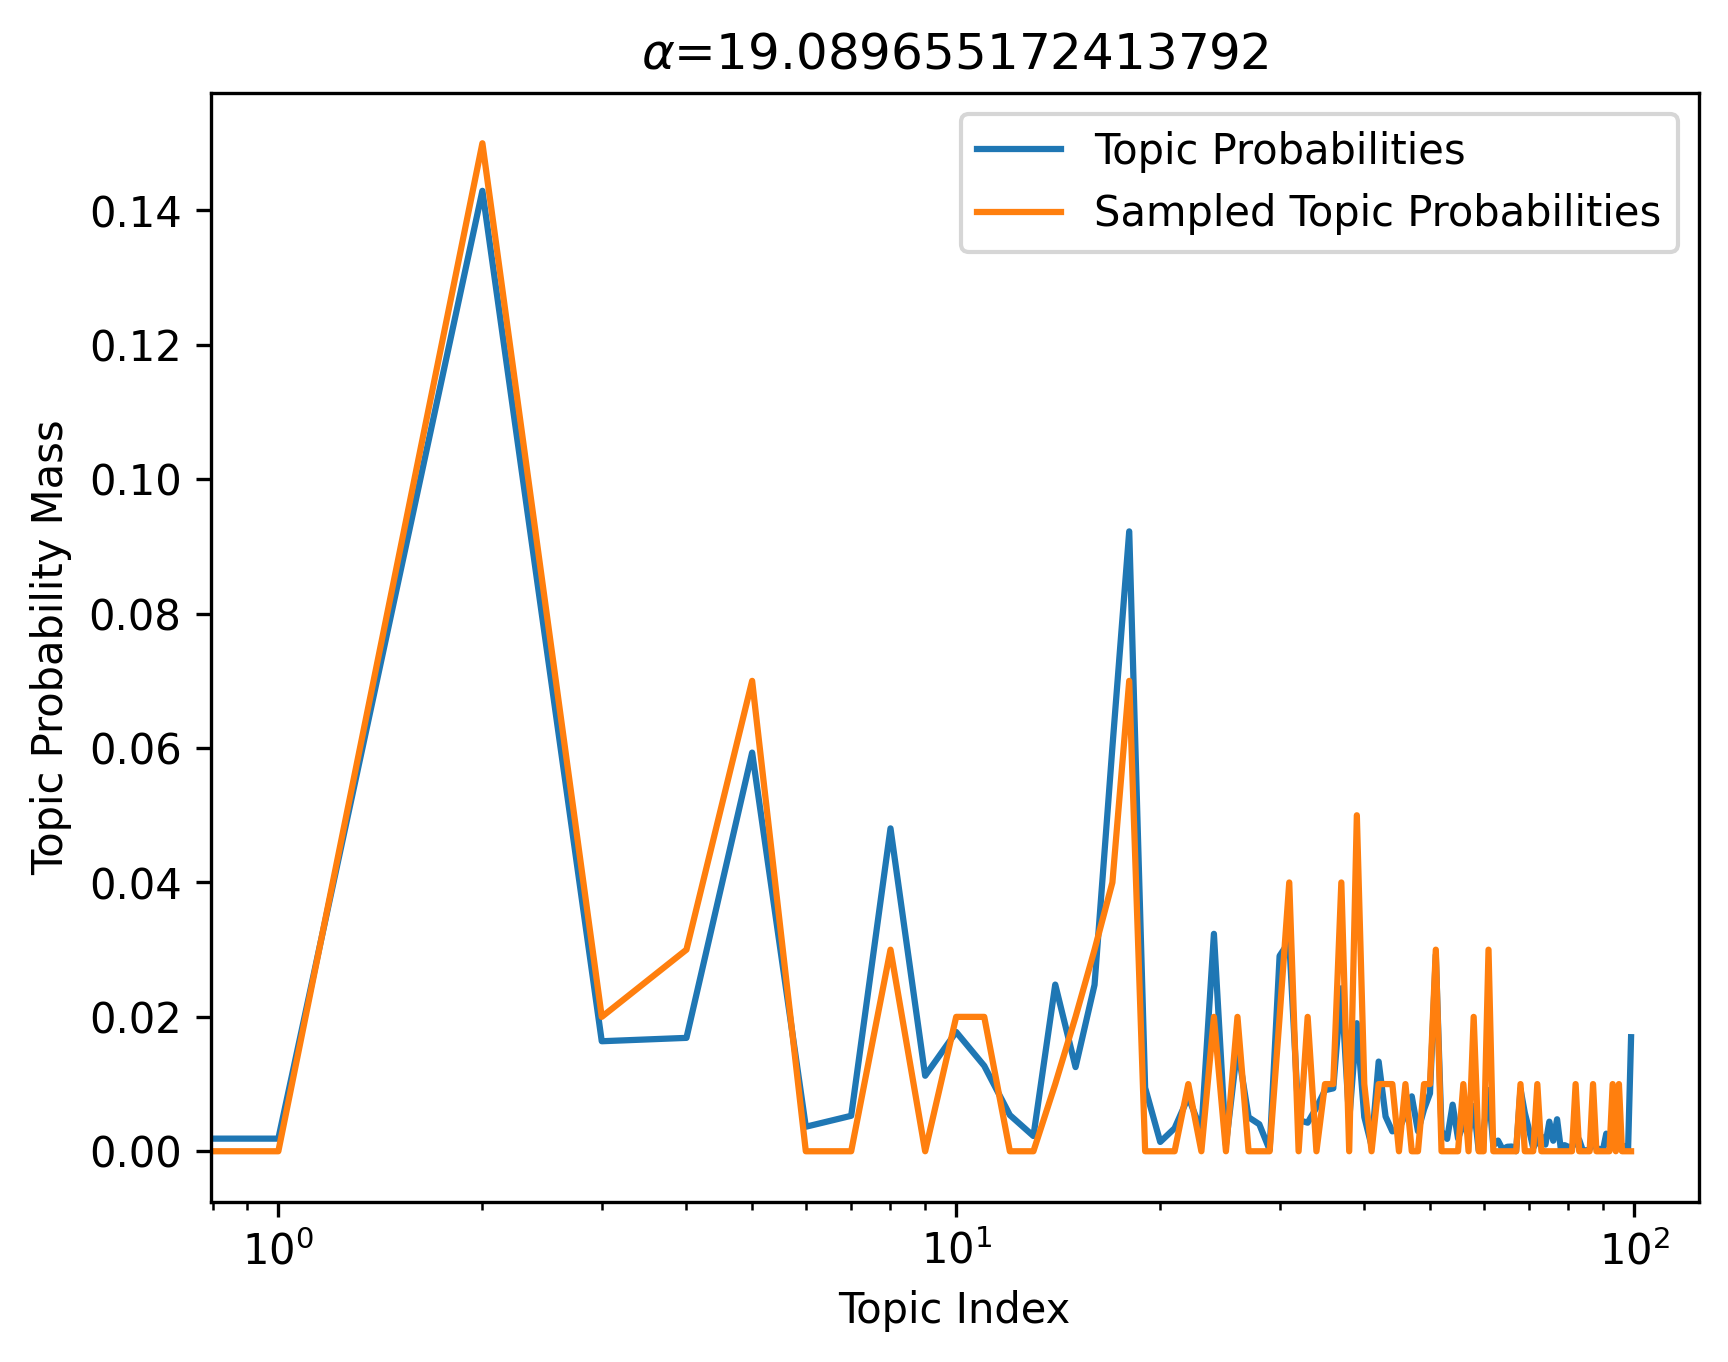 α=19.089655172413792
Topic Probabilities
Sampled Topic Probabilities
Topic Probability Mass
0.14
0.12
0.10
0.08
0.06
0.04
0.02
0.00
10⁰
10¹
10²
Topic Index